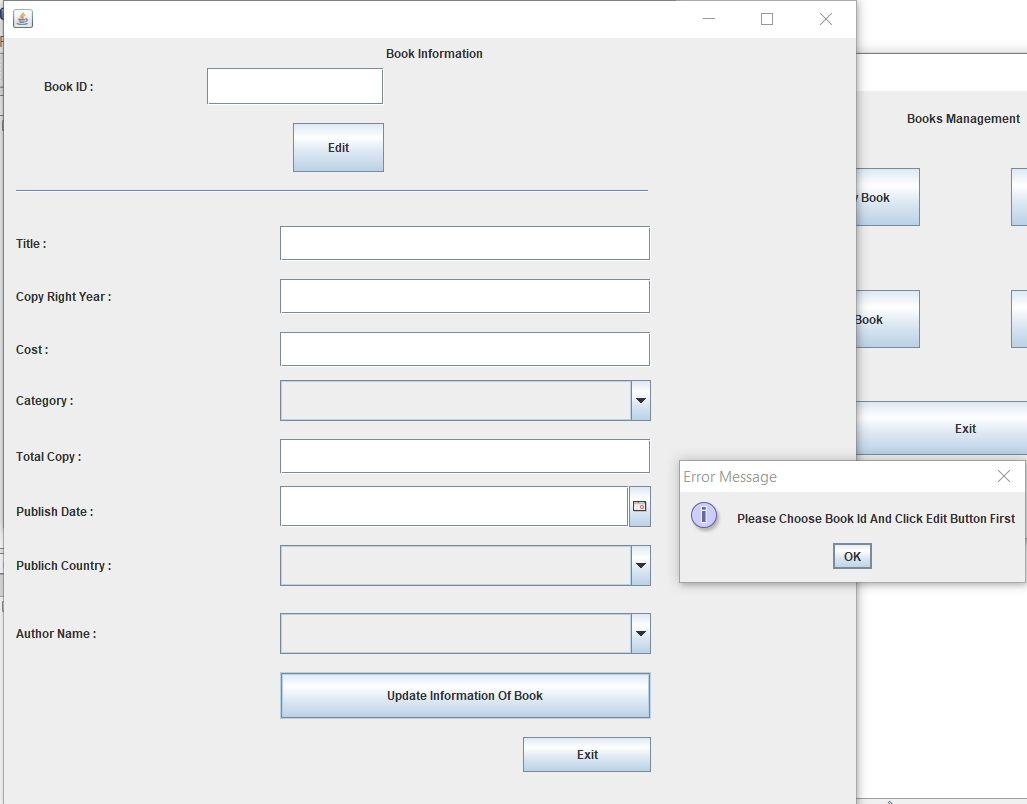 Book Information
Book ID :
Edit
Title :
Copy Right Year :
Cost :
Category :
Total Copy :
Publish Date :
Publich Country :
Author Name :
Update Information Of Book
Exit
Books Management
Book
Book
Exit
Error Message
Please Choose Book Id And Click Edit Button First
OK